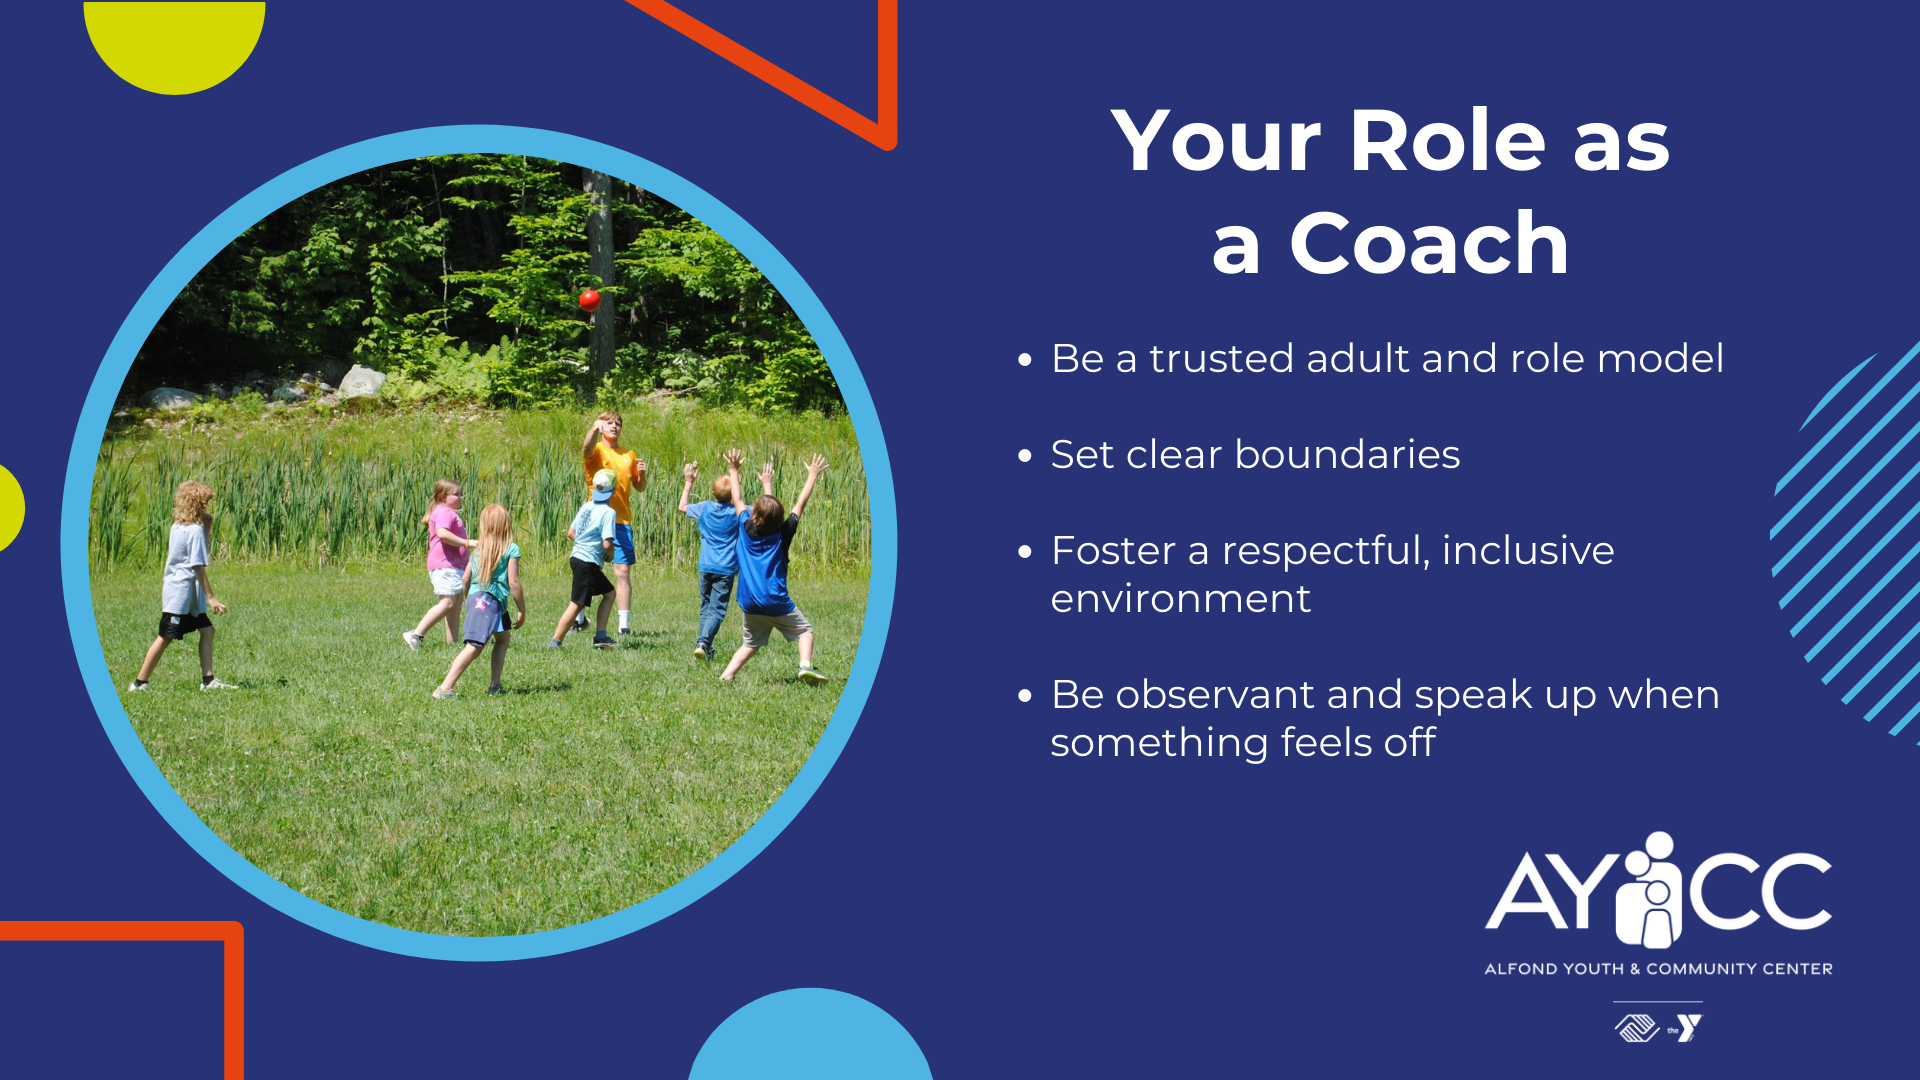 Your Role as
a Coach
Be a trusted adult and role model
Set clear boundaries
Foster a respectful, inclusive
environment
Be observant and speak up when
something feels off
AYCC
ALFOND YOUTH & COMMUNITY CENTER
the Y